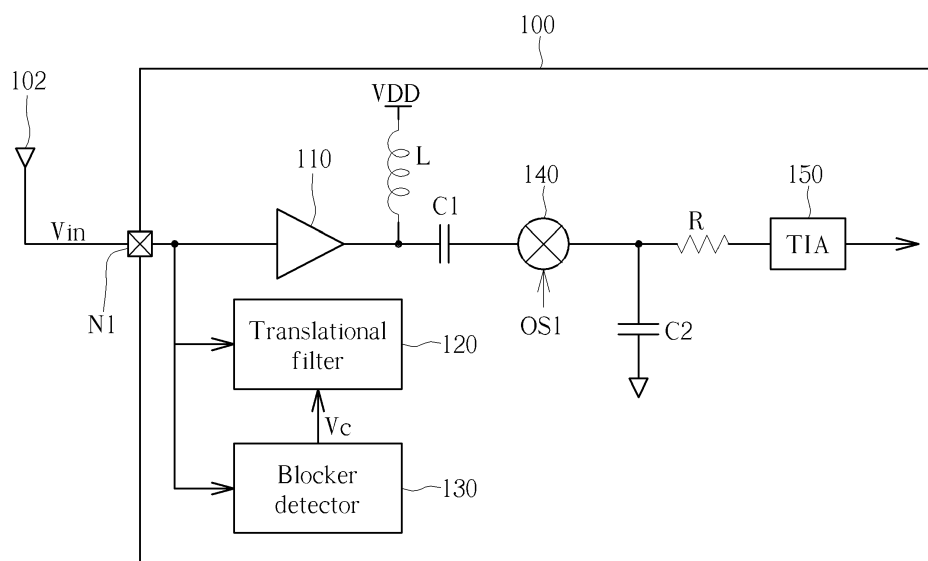 100
102
VDD
110
L
C1
140
150
Vin
R
TIA
N1
OS1
C2
Translational
filter
120
Vc
Blocker
detector
130